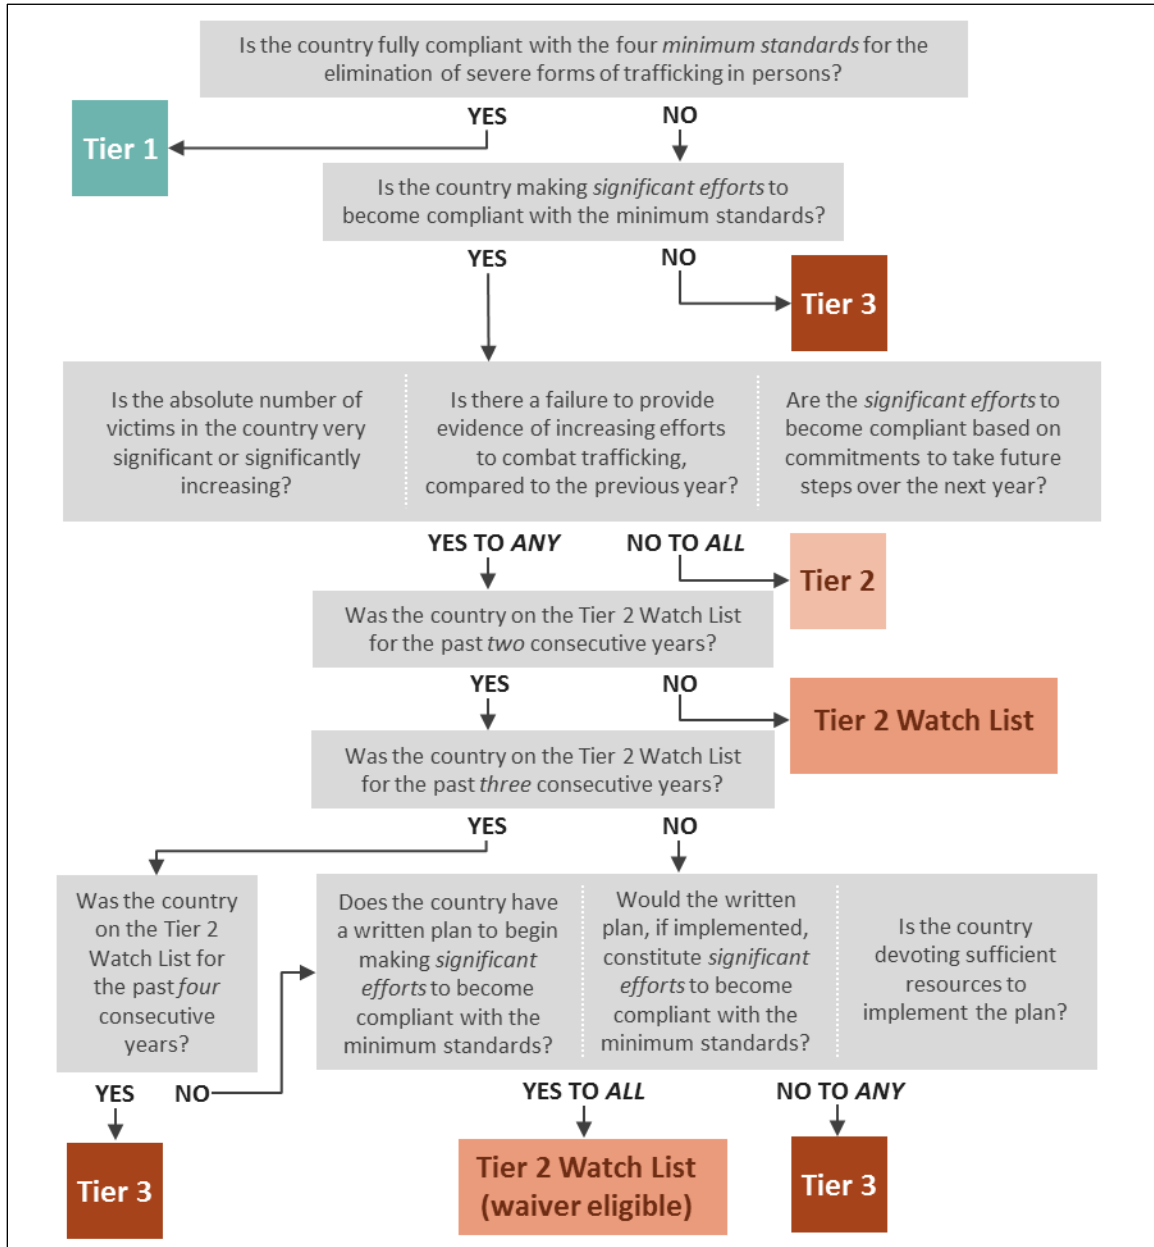 Is the country fully compliant with the four minimum standards for the
elimination of severe forms of trafficking in persons?
YES
NO
Tier 1
Is the country making significant efforts to
become compliant with the minimum standards?
YES
NO
Tier 3
Is the absolute number of
victims in the country very
significant or significantly
increasing?
Is there a failure to provide
evidence of increasing efforts
to combat trafficking,
compared to the previous year?
Are the significant efforts to
become compliant based on
commitments to take future
steps over the next year?
YES TO ANY
NO TO ALL
Tier 2
Was the country on the Tier 2 Watch List
for the past two consecutive years?
YES
NO
Tier 2 Watch List
Was the country on the Tier 2 Watch List
for the past three consecutive years?
YES
NO
Was the country
on the Tier 2
Watch List for
the past four
consecutive
years?
Does the country have
a written plan to begin
making significant
efforts to become
compliant with the
minimum standards?
Would the written
plan, if implemented,
constitute significant
efforts to become
compliant with the
minimum standards?
Is the country
devoting sufficient
resources to
implement the plan?
YES
NO
YES TO ALL
NO TO ANY
Tier 3
Tier 2 Watch List
(waiver eligible)
Tier 3